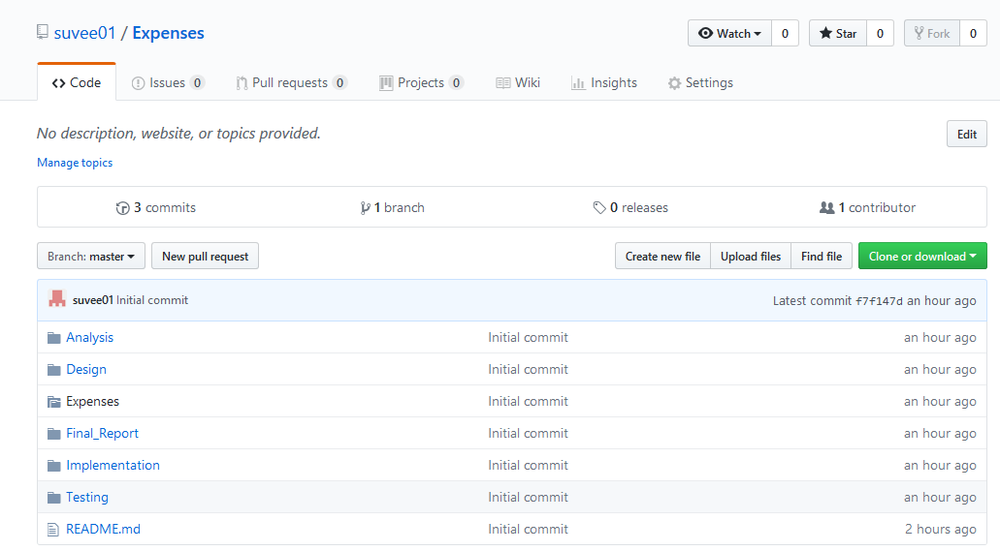 suvee01 / Expenses
Watch 0 Star 0 Fork 0
Code Issues 0 Pull requests 0 Projects 0 Wiki Insights Settings
No description, website, or topics provided. Edit
Manage topics
3 commits 1 branch 0 releases 1 contributor
Branch: master New pull request Create new file Upload files Find file Clone or download
suvee01 Initial commit Latest commit f7f147d an hour ago
Analysis Initial commit an hour ago
Design Initial commit an hour ago
Expenses Initial commit an hour ago
Final_Report Initial commit an hour ago
Implementation Initial commit an hour ago
Testing Initial commit an hour ago
README.md Initial commit 2 hours ago